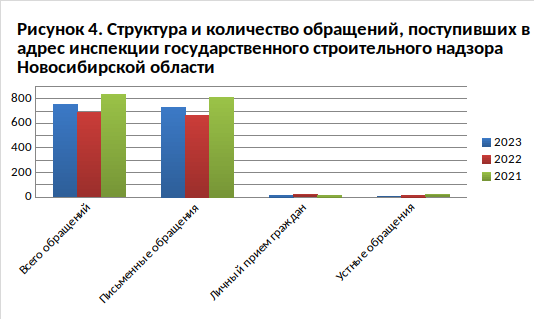 Рисунок 4. Структура и количество обращений, поступивших в
адрес инспекции государственного строительного надзора
Новосибирской области
800
600
400
200
0
2023
2022
2021
Всего обращений
Письменные обращения
Личный прием граждан
Устные обращения